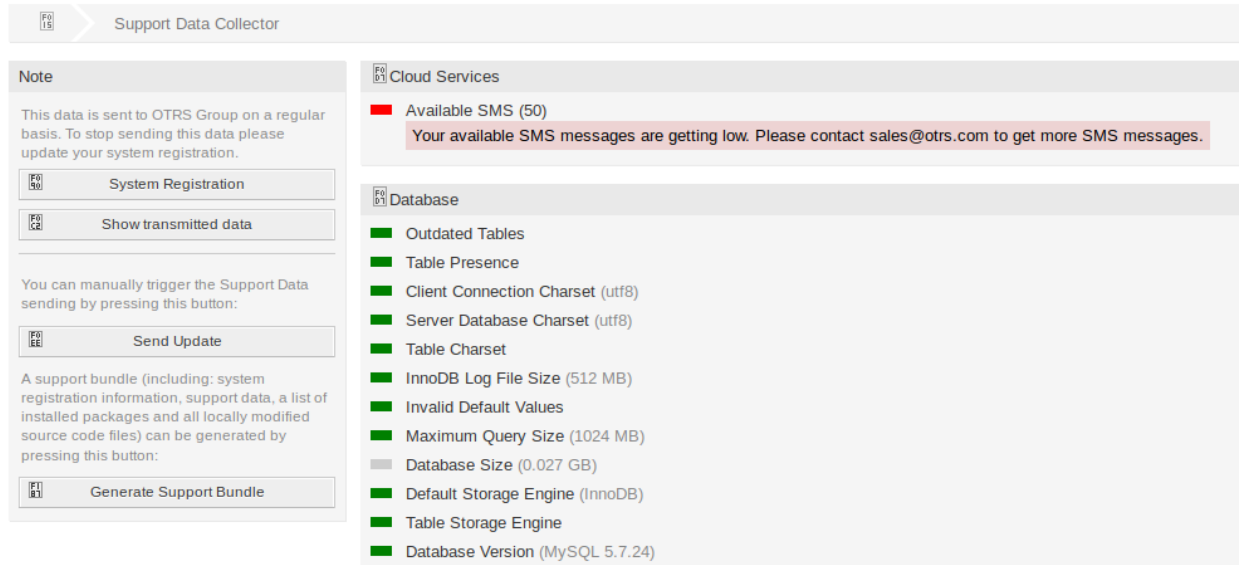 Support Data Collector
Note
This data is sent to OTRS Group on a regular
basis. To stop sending this data please
update your system registration.
System Registration
Show transmitted data
You can manually trigger the Support Data
sending by pressing this button:
Send Update
A support bundle (including: system
registration information, support data, a list of
installed packages and all locally modified
source code files) can be generated by
pressing this button:
Generate Support Bundle
Cloud Services
Available SMS (50)
Your available SMS messages are getting low. Please contact sales@otrs.com to get more SMS messages.
Database
Outdated Tables
Table Presence
Client Connection Charset (utf8)
Server Database Charset (utf8)
Table Charset
InnoDB Log File Size (512 MB)
Invalid Default Values
Maximum Query Size (1024 MB)
Database Size (0.027 GB)
Default Storage Engine (InnoDB)
Table Storage Engine
Database Version (MySQL 5.7.24)